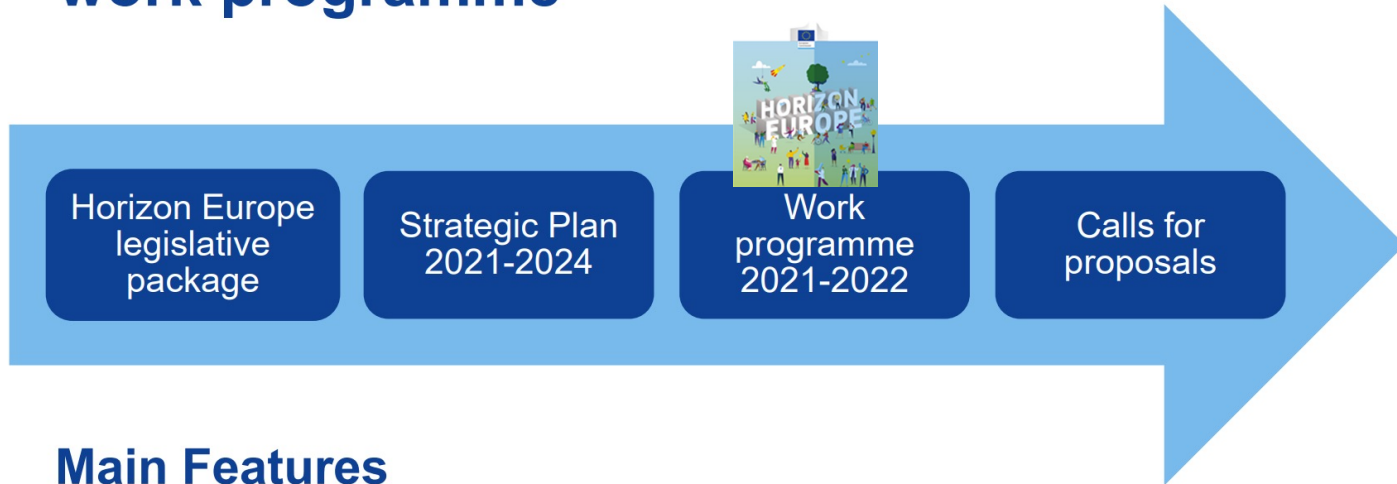 work programme
HORIZON
EUROPE
Horizon Europe
legislative
package
Strategic Plan
2021-2024
Work
programme
2021-2022
Calls for
proposals
Main Features